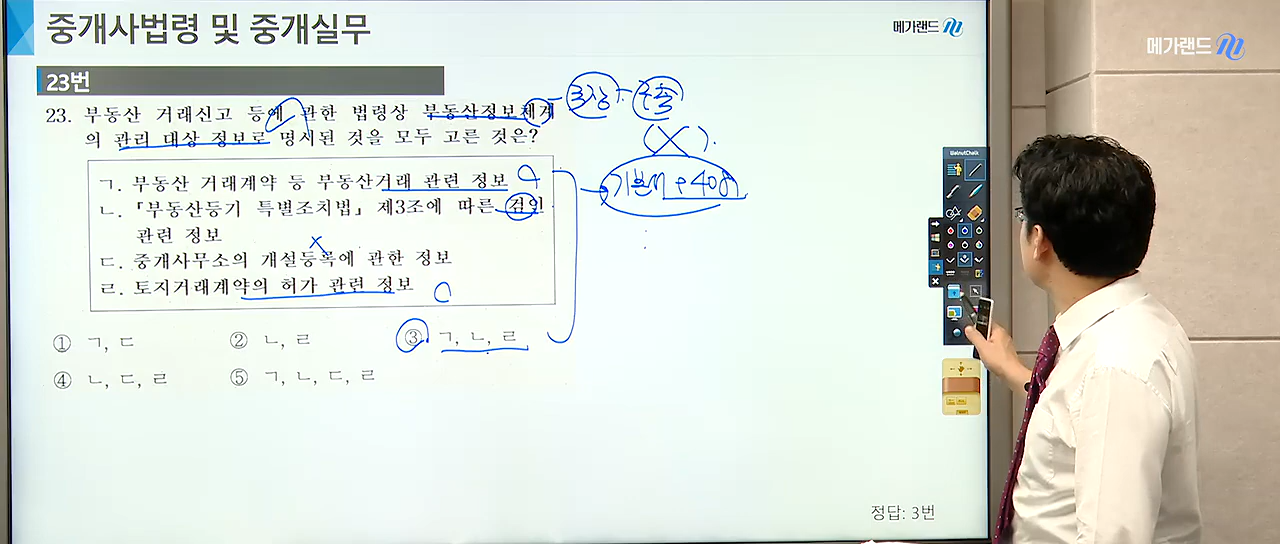 중개사법령 및 중개실무
메가랜드
메가랜드
23번
23. 부동산 거래신고 등에 관한 법령상 부동산정보체계
의 관리 대상 정보로 명시된 것을 모두 고른 것은?
ㄱ. 부동산 거래계약 등 부동산거래 관련 정보
ㄴ. 「부동산등기 특별조치법」 제3조에 따른 검인
관련 정보
ㄷ. 중개사무소의 개설등록에 관한 정보
ㄹ. 토지거래계약의 허가 관련 정보
① ㄱ, ㄷ
② ㄴ, ㄹ
③ ㄱ, ㄴ, ㄹ
④ ㄴ, ㄷ, ㄹ
⑤ ㄱ, ㄴ, ㄷ, ㄹ
(X).
WalnutChalk
정답: 3번